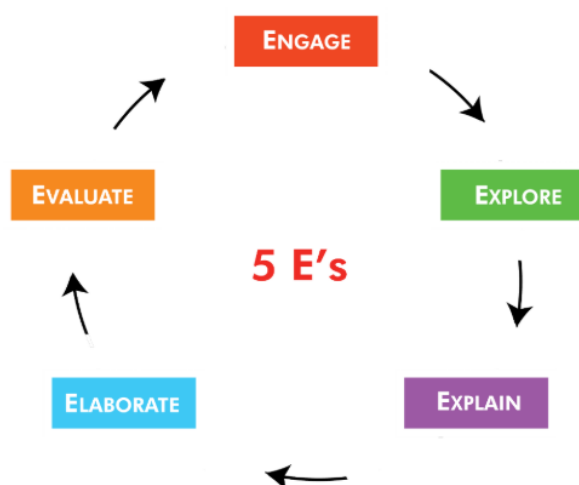 ENGAGE
EXPLORE
EXPLAIN
ELABORATE
EVALUATE
5 E's